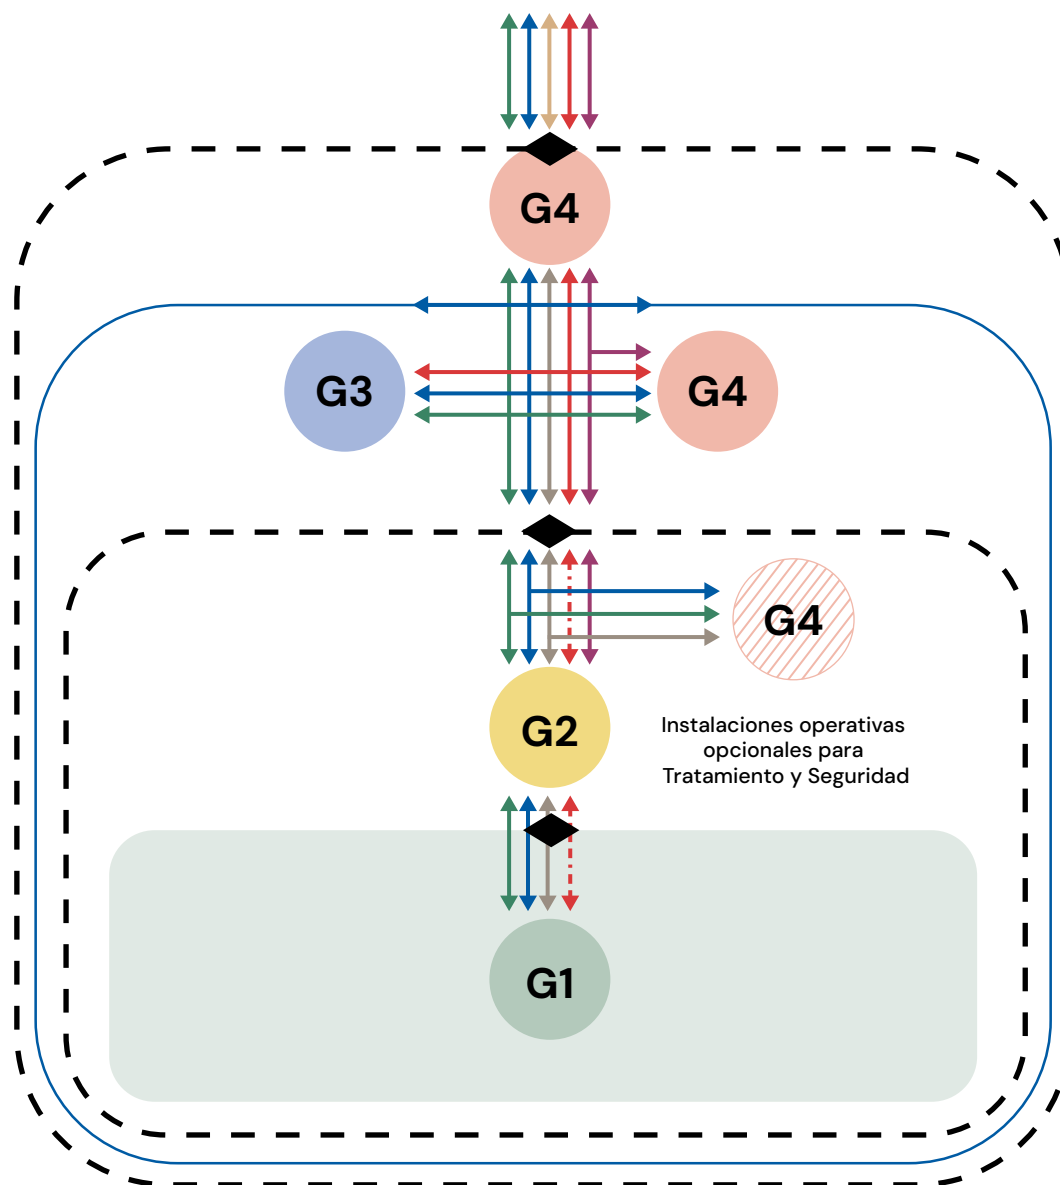 G4
G3
G4
G4
G2
Instalaciones operativas
opcionales para
Tratamiento y Seguridad
G1